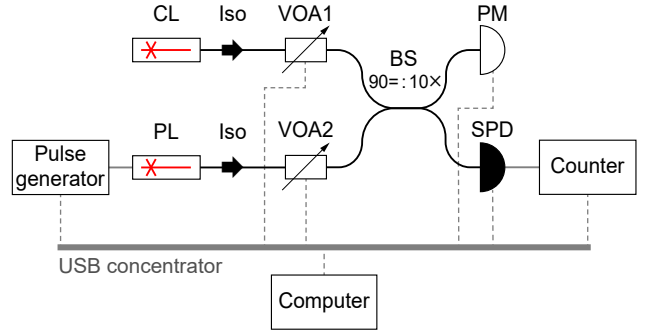 CL Iso VOA1 PM
BS
90=:10×
PL Iso VOA2 SPD
Pulse
generator
Counter
USB concentrator
Computer